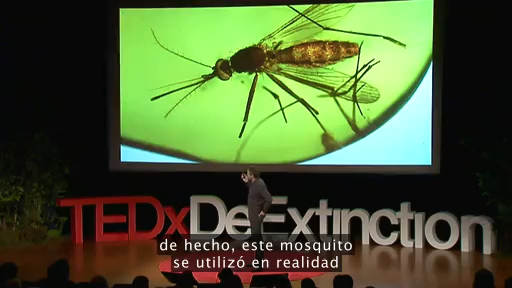 TEDxDeExtinction
de hecho, este mosquito
se utilizó en realidad